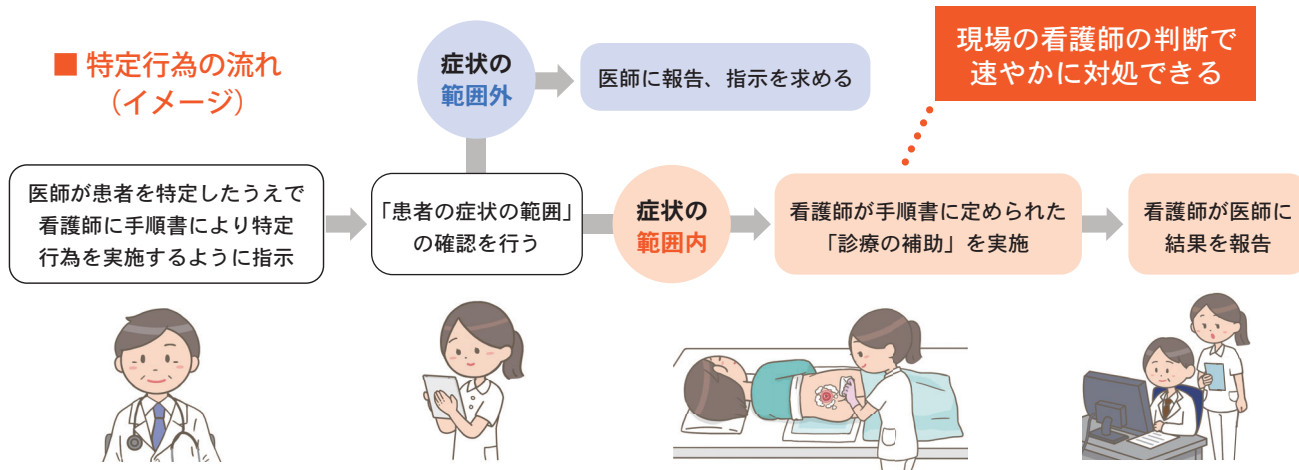 ■ 特定行為の流れ
（イメージ）
症状の
範囲外
医師に報告、指示を求める
現場の看護師の判断で
速やかに対処できる
医師が患者を特定したうえで
看護師に手順書により特定
行為を実施するように指示
「患者の症状の範囲」
の確認を行う
症状の
範囲内
看護師が手順書に定められた
「診療の補助」を実施
看護師が医師に
結果を報告